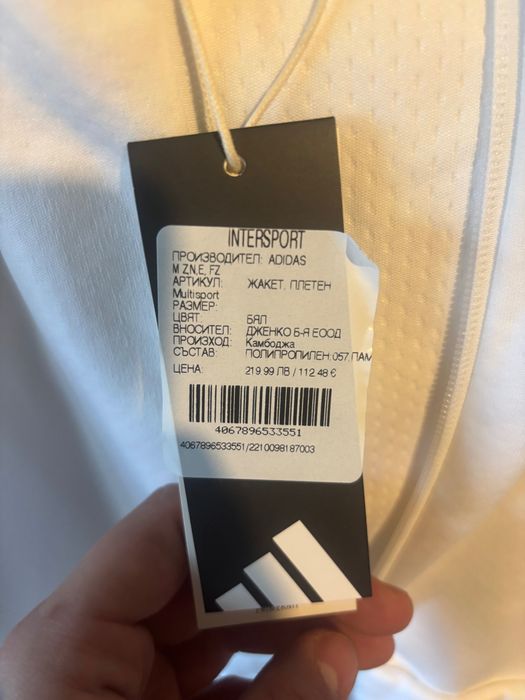 INTERSPORT
ПРОИЗВОДИТЕЛ: ADIDAS
M Z.N.E. FZ
АРТИКУЛ: ЖАКЕТ, ПЛЕТЕН
Multisport
РАЗМЕР:
ЦВЯТ: БЯЛ
ВНОСИТЕЛ: ДЖЕНКО Б-Я ЕООД
ПРОИЗХОД: Камбоджа
СЪСТАВ: ПОЛИПРОПИЛЕН:057,ПАМ
ЦЕНА: 219.99 ЛВ / 112.48 €
4067896533551
4067896533551/2210098187003